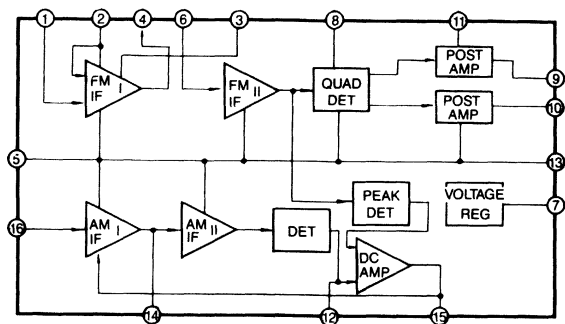 1 2 4 6 3 8 11
FM IF I
FM IF II
QUAD DET
POST AMP
9
POST AMP
10
5
13
AM IF I
AM IF II
DET
PEAK DET
VOLTAGE REG
7
16
DC AMP
14 12 15